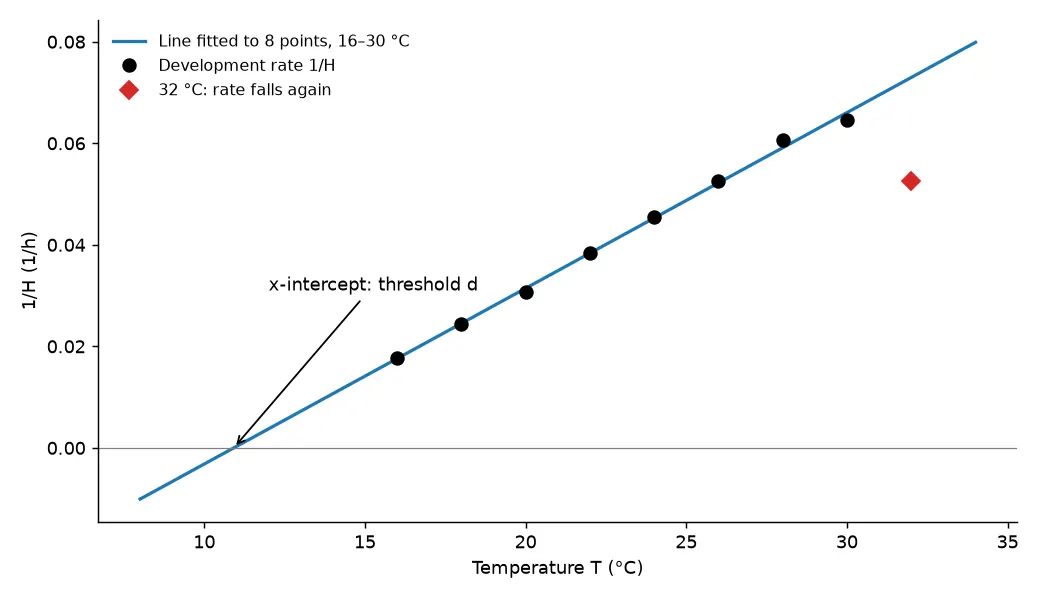 Line fitted to 8 points, 16–30 °C
Development rate 1/H
32 °C: rate falls again
x-intercept: threshold d
1/H (1/h)
0.08
0.06
0.04
0.02
0.00
10 15 20 25 30 35
Temperature T (°C)